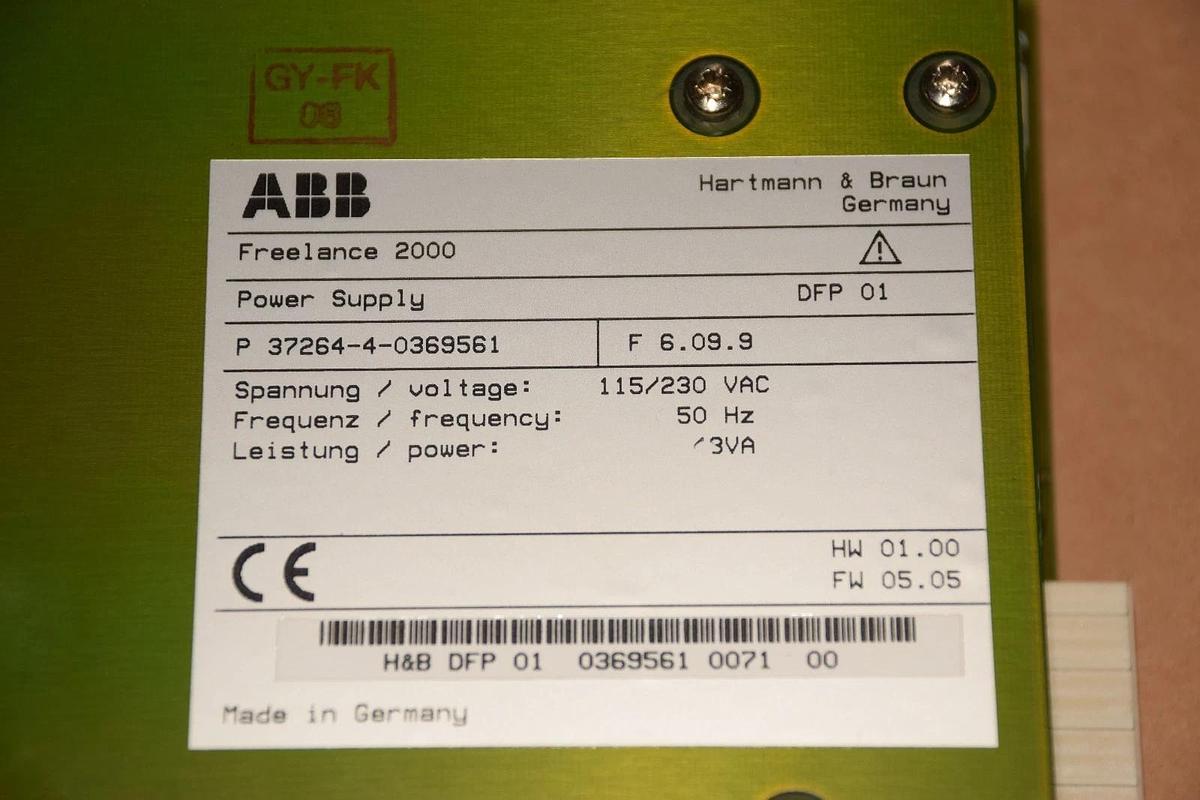 GY-FK
ABB
Hartmann & Braun
Germany
Freelance 2000
Power Supply DFP 01
P 37264-4-0369561 F 6.09.9
Spannung / voltage: 115/230 VAC
Frequenz / frequency: 50 Hz
Leistung / power:
CE
HW 01.00
FW 05.05
H&B DFP 01 0369561 0071 00
Made in Germany